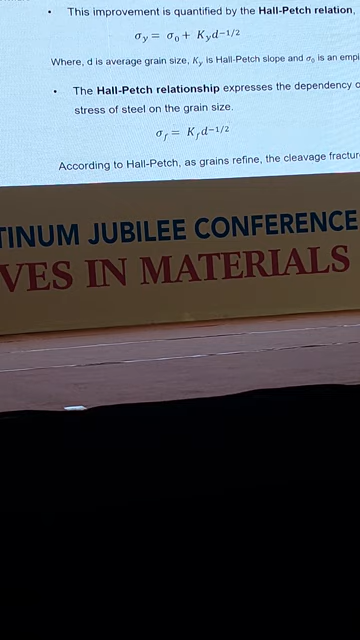 • This improvement is quantified by the Hall-Petch relation,
σy = σ0 + Kyd−1/2
Where, d is average grain size, Ky is Hall-Petch slope and σ0 is an
• The Hall-Petch relationship expresses the dependency
stress of steel on the grain size.
σf = Kfd−1/2
According to Hall-Petch, as grains refine, the cleavage
TINUM JUBILEE CONFERENCE
VES IN MATERIALS